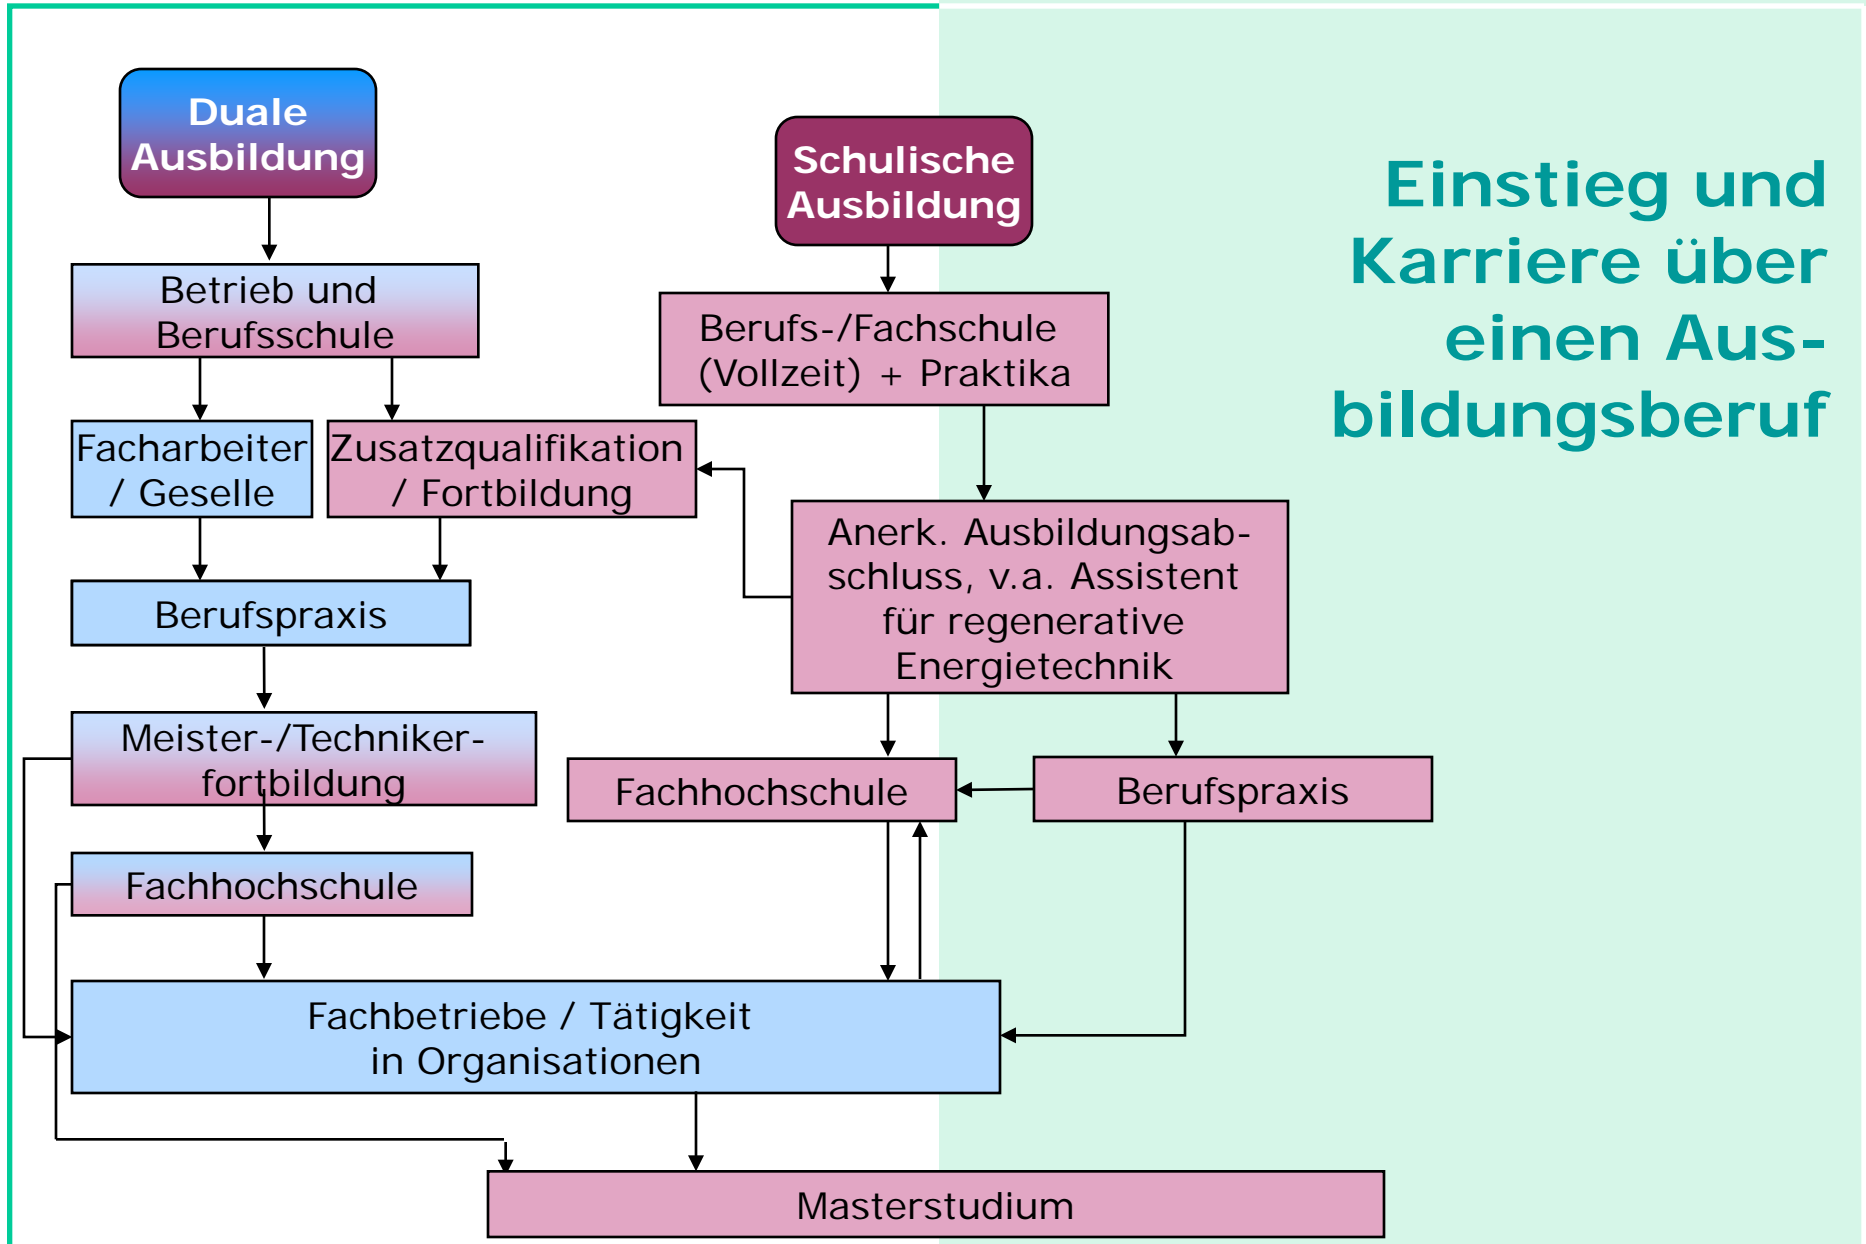 Duale
Ausbildung
Schulische
Ausbildung
Einstieg und
Karriere über
einen Aus-
bildungsberuf
Betrieb und
Berufsschule
Berufs-/Fachschule
(Vollzeit) + Praktika
Facharbeiter
/ Geselle
Zusatzqualifikation
/ Fortbildung
Anerk. Ausbildungsab-
schluss, v.a. Assistent
für regenerative
Energietechnik
Berufspraxis
Meister-/Techniker-
fortbildung
Fachhochschule
Berufspraxis
Fachhochschule
Fachbetriebe / Tätigkeit
in Organisationen
Masterstudium